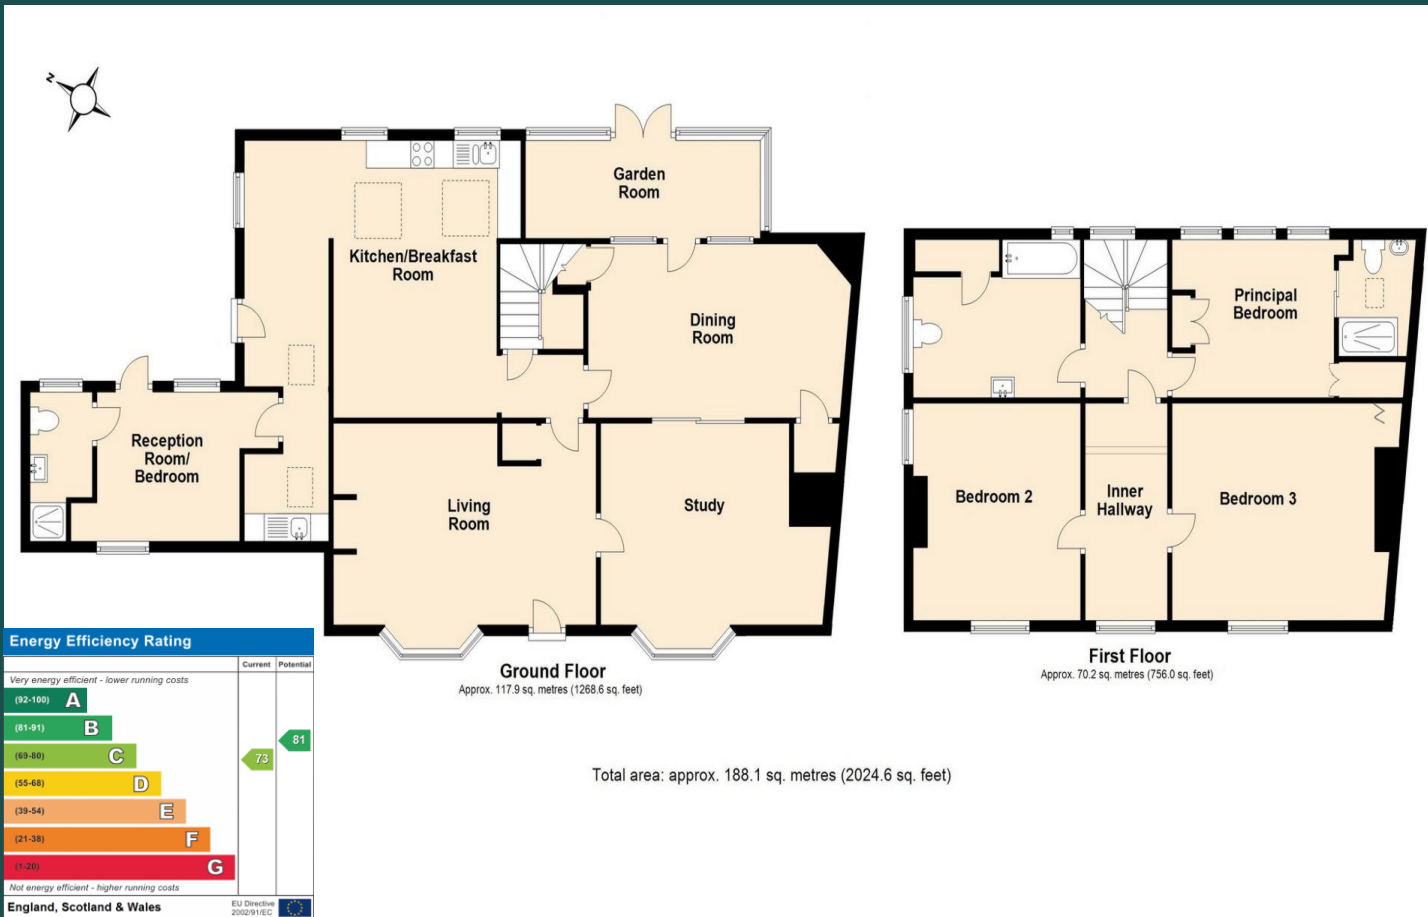 N
Garden
Room
Kitchen/Breakfast
Room
Dining
Room
Reception
Room/
Bedroom
Living
Room
Study
Ground Floor
Approx. 117.9 sq. metres (1268.6 sq. feet)
Principal
Bedroom
Bedroom 2
Inner
Hallway
Bedroom 3
First Floor
Approx. 70.2 sq. metres (756.0 sq. feet)
Total area: approx. 188.1 sq. metres (2024.6 sq. feet)
Energy Efficiency Rating
Current Potential
Very energy efficient - lower running costs
(92-100) A
(81-91) B
(69-80) C
(55-68) D
(39-54) E
(21-38) F
(1-20) G
73
81
Not energy efficient - higher running costs
England, Scotland & Wales
EU Directive
2002/91/EC